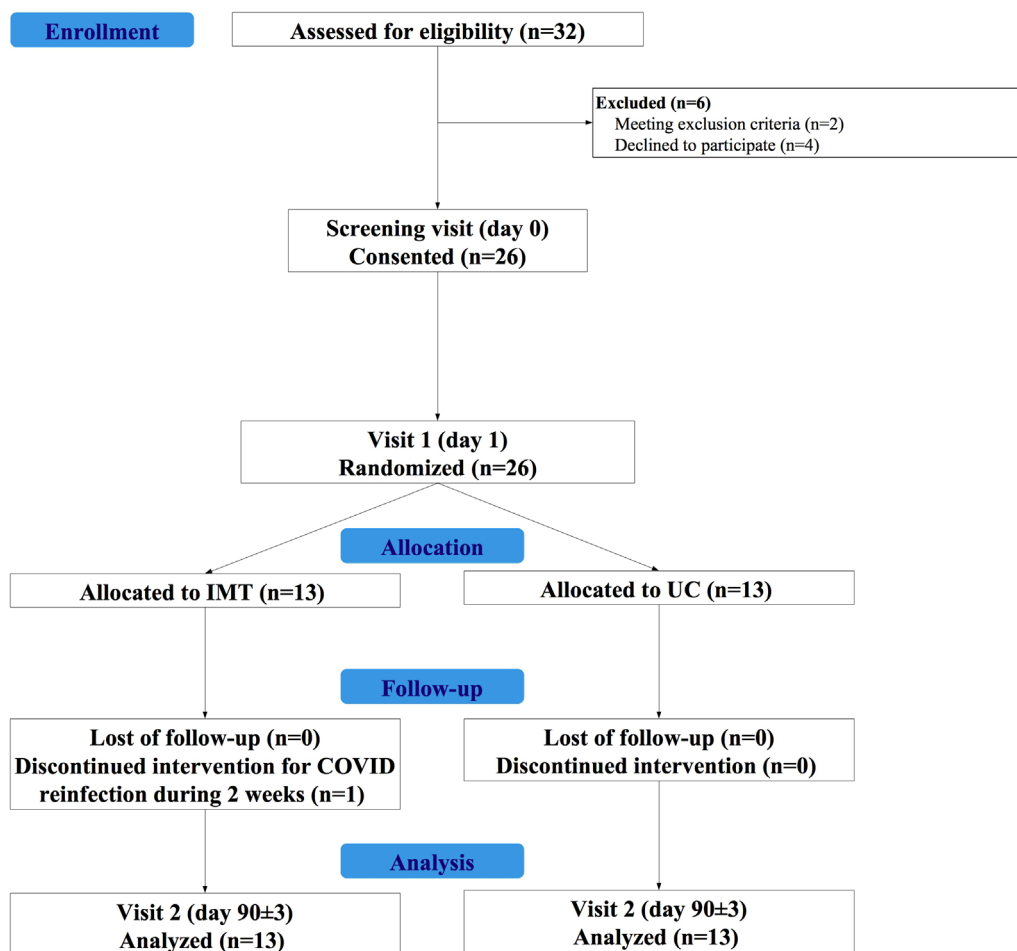 Enrollment
Assessed for eligibility (n=32)
Excluded (n=6)
Meeting exclusion criteria (n=2)
Declined to participate (n=4)
Screening visit (day 0)
Consented (n=26)
Visit 1 (day 1)
Randomized (n=26)
Allocation
Allocated to IMT (n=13)
Allocated to UC (n=13)
Follow-up
Lost of follow-up (n=0)
Discontinued intervention for COVID
reinfection during 2 weeks (n=1)
Lost of follow-up (n=0)
Discontinued intervention (n=0)
Analysis
Visit 2 (day 90±3)
Analyzed (n=13)
Visit 2 (day 90±3)
Analyzed (n=13)